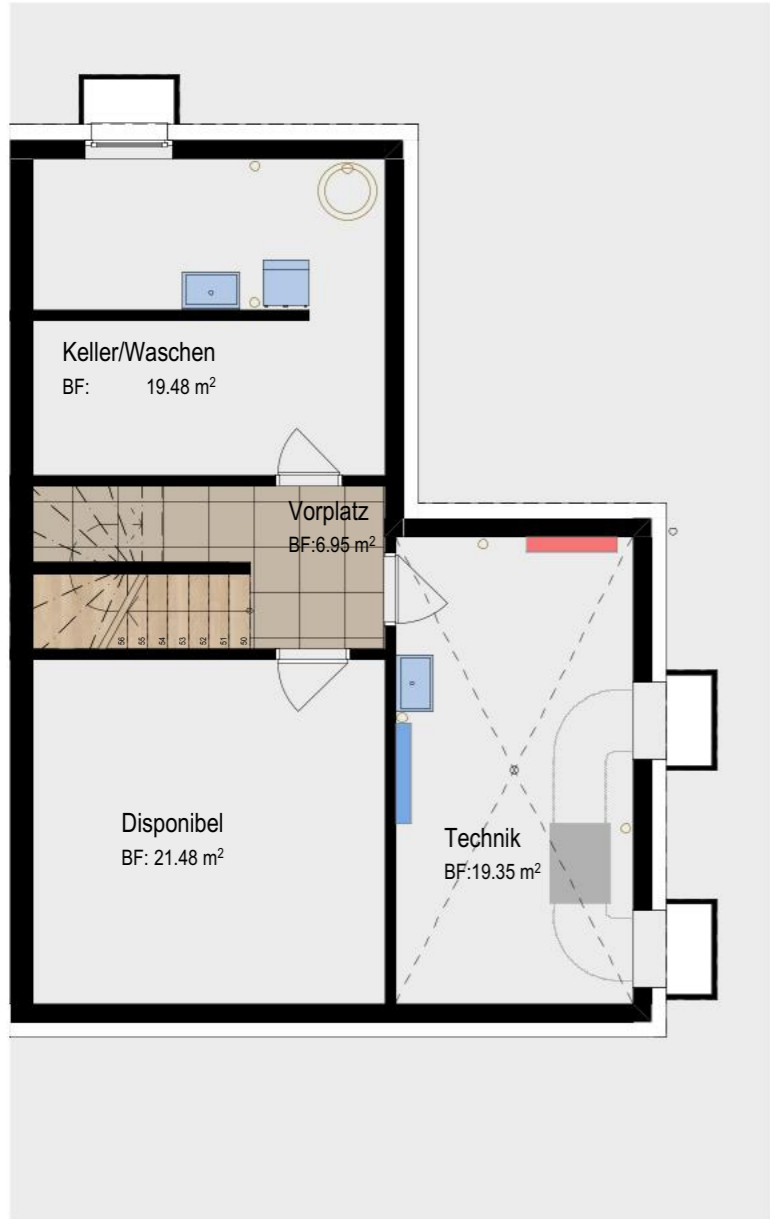 Keller/Waschen
BF: 19.48 m²
Vorplatz
BF:6.95 m²
56 55 54 53 52 51 50
Disponibel
BF: 21.48 m²
Technik
BF:19.35 m²